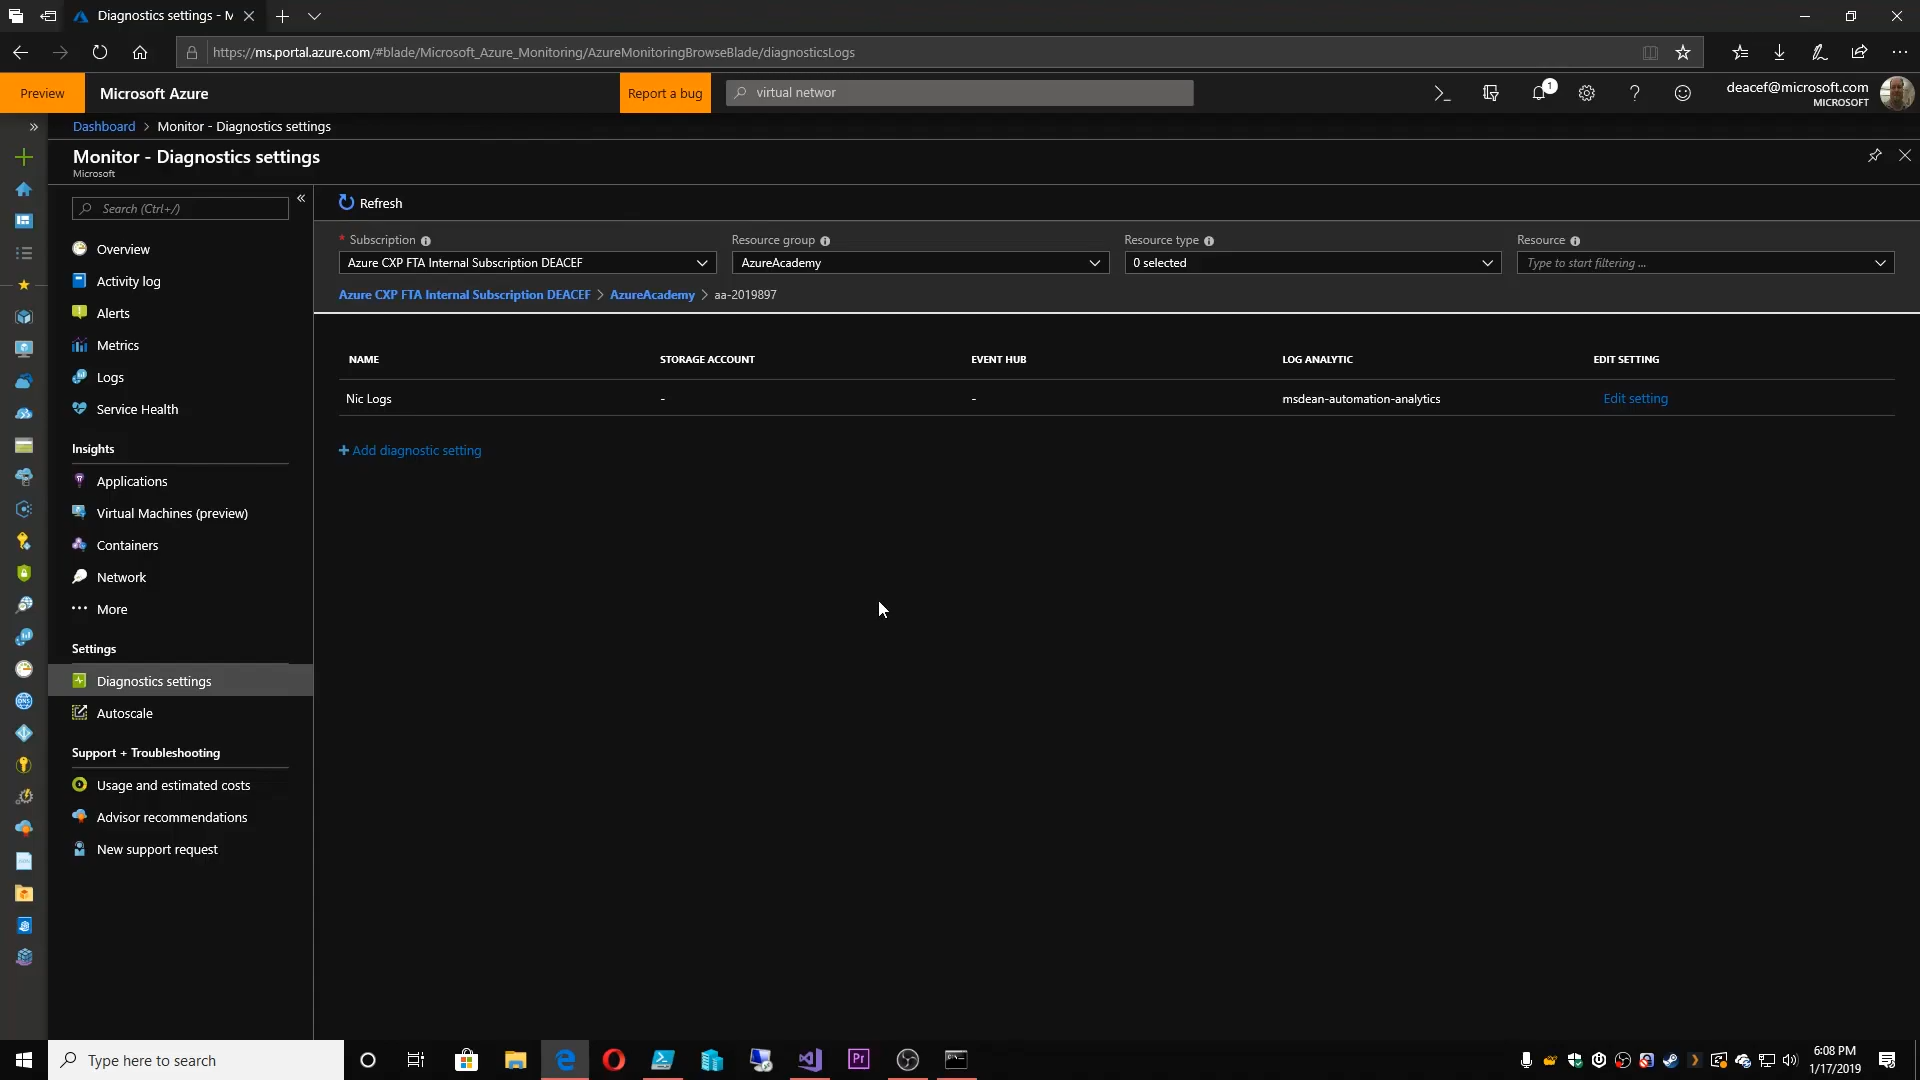 Diagnostics settings - M
https://ms.portal.azure.com/#blade/Microsoft_Azure_Monitoring/AzureMonitoringBrowseBlade/diagnosticsLogs
Preview
Microsoft Azure
Report a bug
virtual networ
1
deacef@microsoft.com
MICROSOFT
Dashboard > Monitor - Diagnostics settings
Monitor - Diagnostics settings
Microsoft
Search (Ctrl+/)
Overview
Activity log
Alerts
Metrics
Logs
Service Health
Insights
Applications
Virtual Machines (preview)
Containers
Network
More
Settings
Diagnostics settings
Autoscale
Support + Troubleshooting
Usage and estimated costs
Advisor recommendations
New support request
Refresh
* Subscription
Azure CXP FTA Internal Subscription DEACEF
Resource group
AzureAcademy
Resource type
0 selected
Resource
Type to start filtering ...
Azure CXP FTA Internal Subscription DEACEF > AzureAcademy > aa-2019897
NAME STORAGE ACCOUNT EVENT HUB LOG ANALYTIC EDIT SETTING
Nic Logs - - msdean-automation-analytics Edit setting
+ Add diagnostic setting
Type here to search
Pr
6:08 PM
1/17/2019